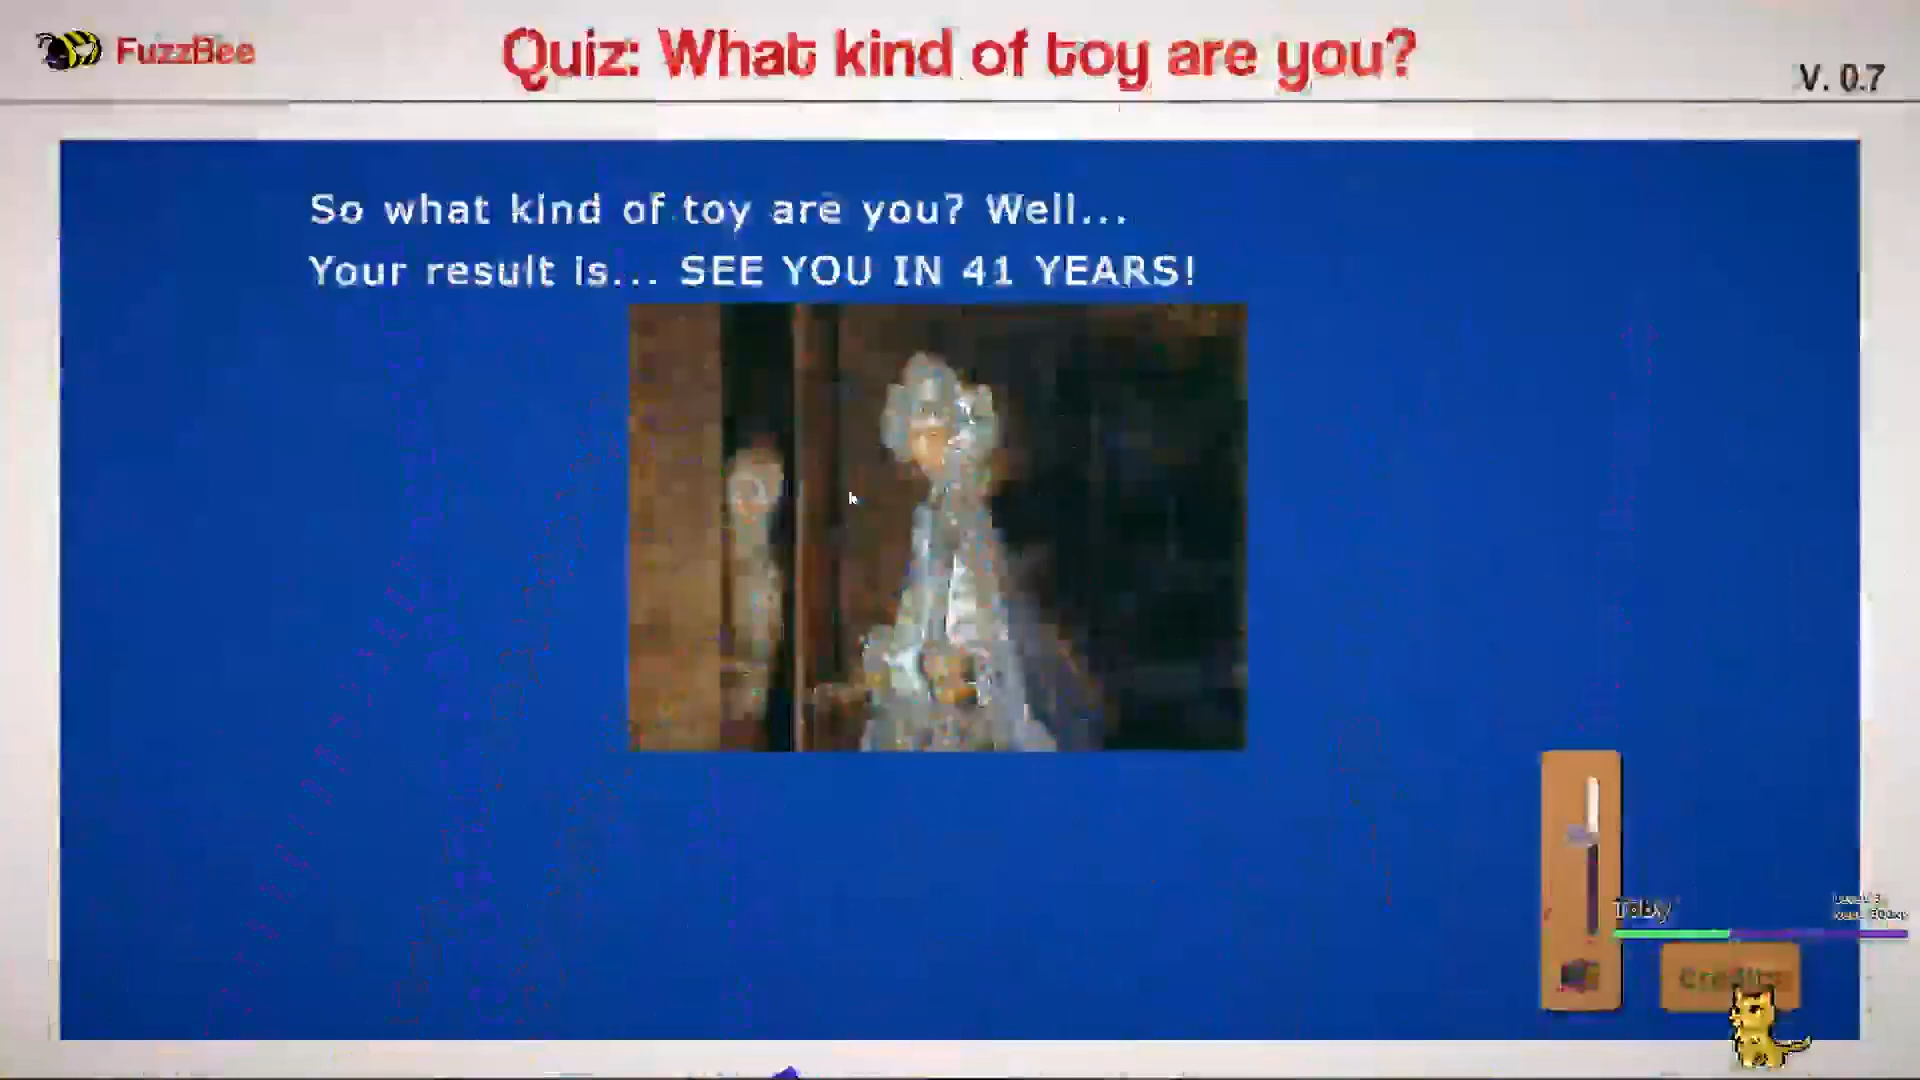 FuzzBee
Quiz: What kind of toy are you?
V. 0.7
So what kind of toy are you? Well...
Your result is... SEE YOU IN 41 YEARS!
Toby
Credits